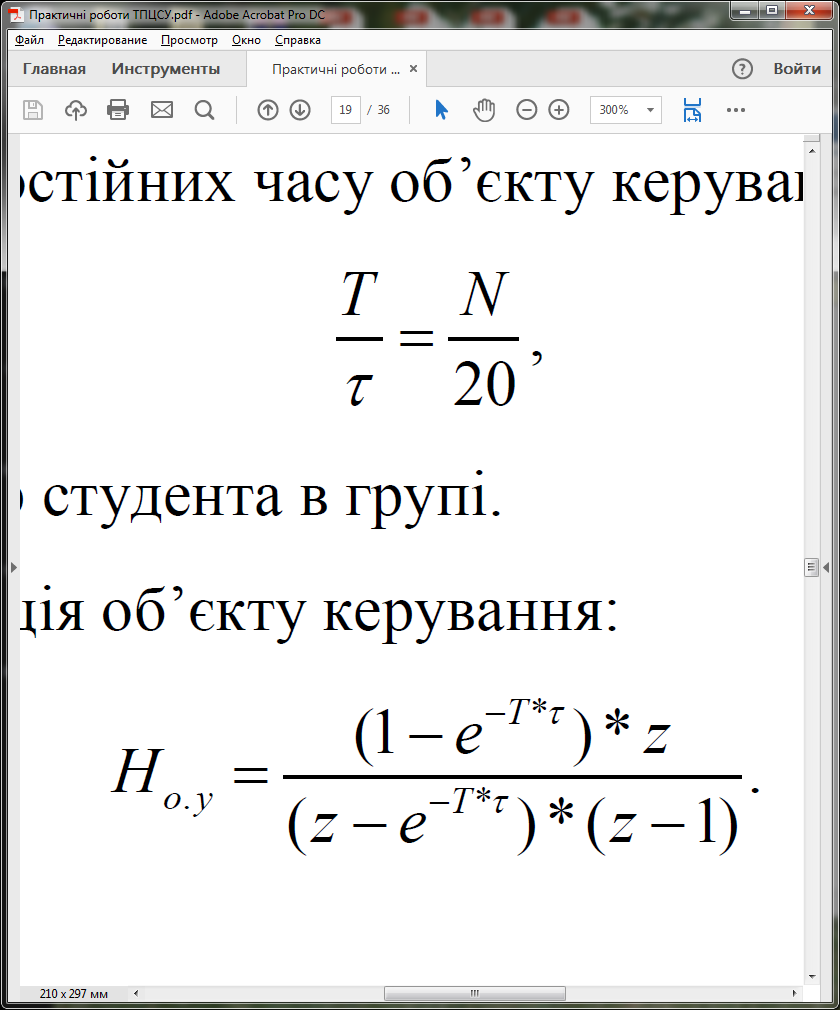 Практичні роботи ТПЦСУ.pdf - Adobe Acrobat Pro DC
Файл Редактирование Просмотр Окно Справка
Главная Инструменты Практичні роботи ... × ? Войти
19 / 36 300%
остійних часу об’єкту керуван
T/τ = N/20,
студента в групі.
ція об’єкту керування:
H_{о.у} = ((1 − e^{−T*τ}) * z) / ((z − e^{−T*τ}) * (z − 1)).
210 x 297 мм